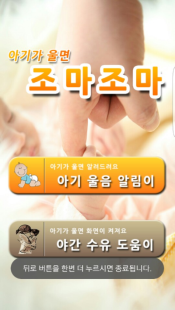 아기가 울면
조마조마
아기가 울면 알려드려요
아기 울음 알림이
아기가 울면 화면이 켜져요
야간 수유 도움이
뒤로 버튼을 한번 더 누르시면 종료됩니다.